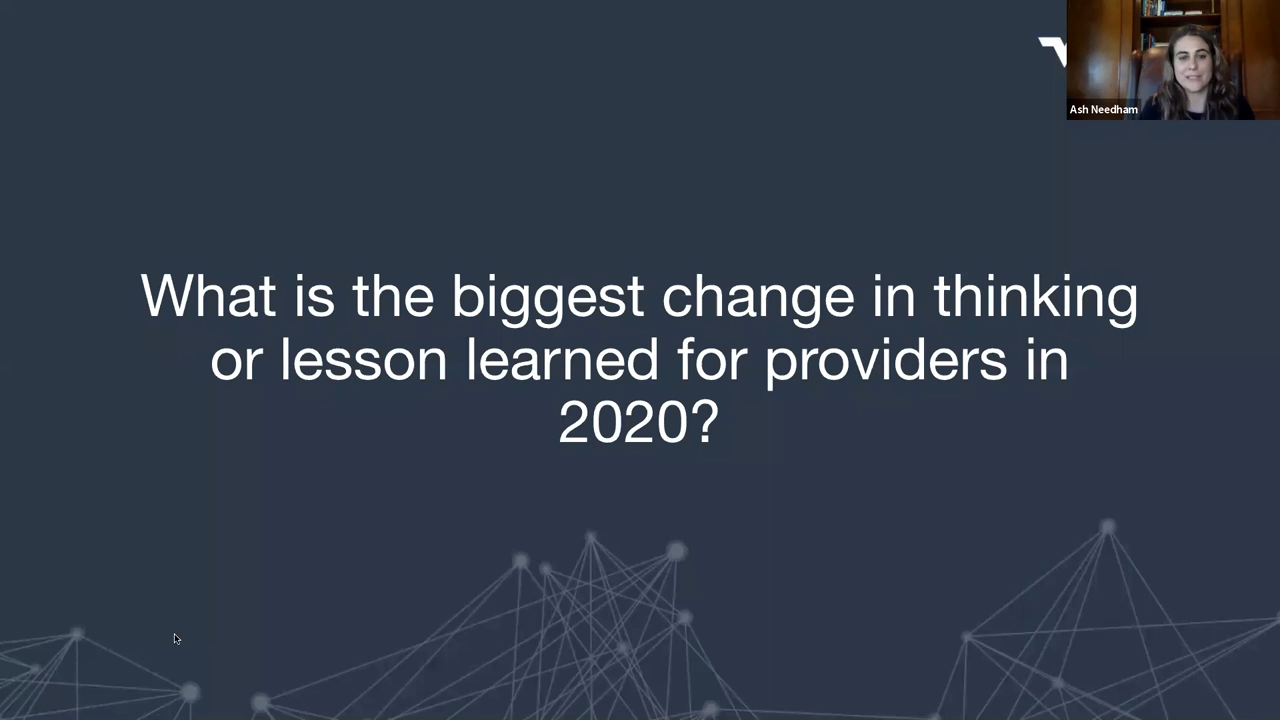 Ash Needham
What is the biggest change in thinking
or lesson learned for providers in
2020?